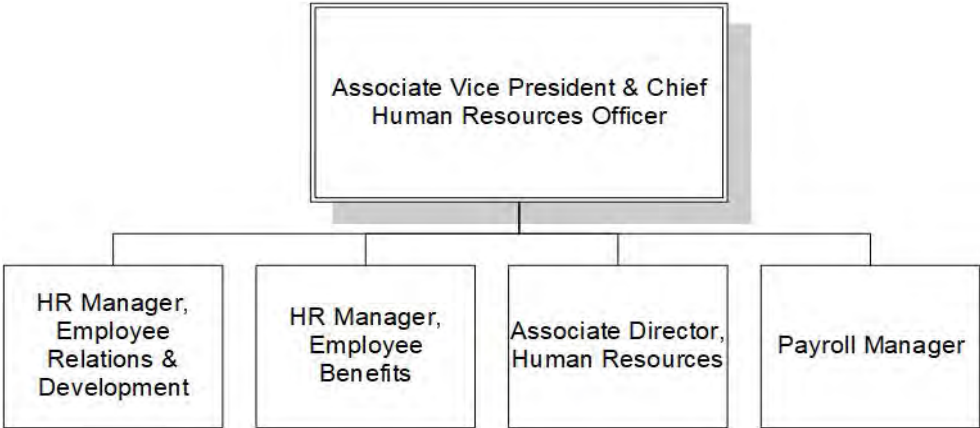 Associate Vice President & Chief
Human Resources Officer
HR Manager,
Employee
Relations &
Development
HR Manager,
Employee
Benefits
Associate Director,
Human Resources
Payroll Manager